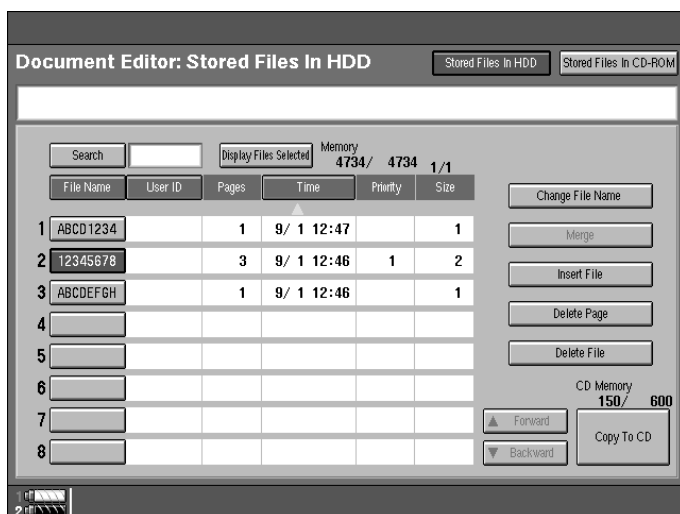 Document Editor: Stored Files In HDD Stored Files In HDD Stored Files In CD-ROM
Search Display Files Selected Memory 4734/ 4734 1/1
File Name User ID Pages Time Priority Size
1 ABCD1234 1 9/ 1 12:47 1
2 12345678 3 9/ 1 12:46 1 2
3 ABCDEFGH 1 9/ 1 12:46 1
4
5
6
7
8
Change File Name
Merge
Insert File
Delete Page
Delete File
CD Memory
150/ 600
▲ Forward
▼ Backward
Copy To CD
1
2